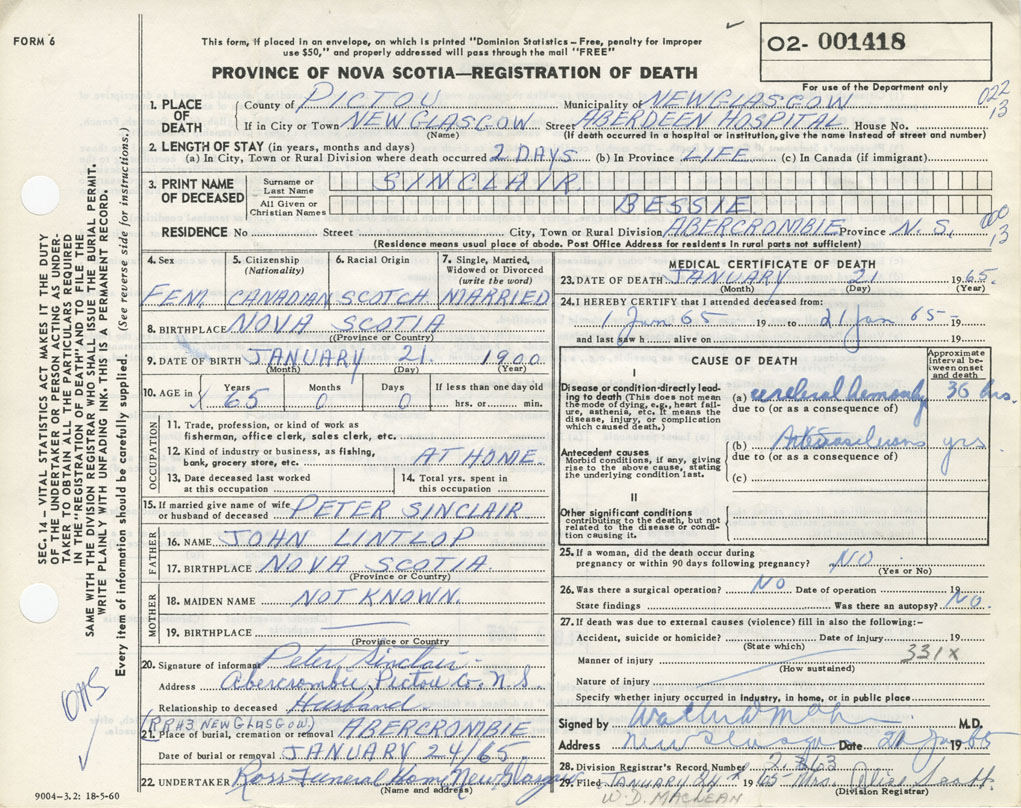 FORM 6
This form, if placed in an envelope, on which is printed "Dominion Statistics – Free, penalty for improper
use $50," and properly addressed will pass through the mail "FREE"
O2- 001418
For use of the Department only
PROVINCE OF NOVA SCOTIA—REGISTRATION OF DEATH
022
13
1. PLACE OF DEATH
County of PICTOU Municipality of NEW GLASGOW
If in City or Town NEW GLASGOW Street ABERDEEN HOSPITAL House No.
(Name) (If death occurred in a hospital or institution, give the name instead of street and number)
2. LENGTH OF STAY (in years, months and days)
(a) In City, Town or Rural Division where death occurred 2 DAYS (b) In Province LIFE (c) In Canada (if immigrant)
3. PRINT NAME OF DECEASED
Surname or Last Name SINCLAIR
All Given or Christian Names BESSIE
RESIDENCE No Street City, Town or Rural Division ABERCROMBIE Province N. S.
000
13
(Residence means usual place of abode. Post Office Address for residents in rural parts not sufficient)
4. Sex FEM.
5. Citizenship (Nationality) CANADIAN
6. Racial Origin SCOTCH
7. Single, Married, Widowed or Divorced (write the word) MARRIED
8. BIRTHPLACE NOVA SCOTIA
((Province or Country)
9. DATE OF BIRTH JANUARY 21. 1900
(Month) (Day) (Year)
10. AGE in Years 65 Months 0 Days 0 If less than one day old hrs. or min.
OCCUPATION
11. Trade, profession, or kind of work as
fisherman, office clerk, sales clerk, etc.
12. Kind of industry or business, as fishing,
bank, grocery store, etc. AT HOME.
13. Date deceased last worked
at this occupation
14. Total yrs. spent in
this occupation
15. If married give name of wife
or husband of deceased PETER SINCLAIR
FATHER
16. NAME JOHN LINTLOP
17. BIRTHPLACE NOVA SCOTIA.
(Province or Country)
MOTHER
18. MAIDEN NAME NOT KNOWN.
19. BIRTHPLACE
(Province or Country
20. Signature of informant Peter Sinclair
Address Abercrombie, Pictou Co, N.S.
Relationship to deceased Husband.
(RR#3 NEW GLASGOW.)
21. Place of burial, cremation or removal ABERCROMBIE
Date of burial or removal JANUARY 24/65.
22. UNDERTAKER Ross Funeral Home New Glasgow
(Name and address)
MEDICAL CERTIFICATE OF DEATH
23. DATE OF DEATH JANUARY 21 1965.
(Month) (Day) (Year)
24. I HEREBY CERTIFY that I attended deceased from:
1 Jan 65 19 to 21 Jan 65 19
and last saw h alive on 19
CAUSE OF DEATH
Approximate interval between onset and death
I
Disease or condition directly leading to death (This does not mean the mode of dying, e.g., heart failure, asthenia, etc. It means the disease, injury, or complication which caused death.)
(a) cerebral 36 hrs.
due to (or as a consequence of)
Antecedent causes
Morbid conditions, if any, giving rise to the above cause, stating the underlying condition last.
(b) yrs
due to (or as a consequence of)
(c)
II
Other significant conditions
contributing to the death, but not related to the disease or condition causing it.
25. If a woman, did the death occur during
pregnancy or within 90 days following pregnancy? NO
(Yes or No)
26. Was there a surgical operation? NO Date of operation 19
State findings Was there an autopsy? No.
27. If death was due to external causes (violence) fill in also the following:-
Accident, suicide or homicide? Date of injury 19
(State which)
331X
Manner of injury
(How sustained)
Nature of injury
Specify whether injury occurred in industry, in home, or in public place
Signed by M.D.
Address Date 21 Jan 1965
28. Division Registrar's Record Number
29. Filed January 24th 1965 Mrs. Scott
(Division Registrar)
W. D. MACLEAN
SEC. 14 – VITAL STATISTICS ACT MAKES IT THE DUTY
OF THE UNDERTAKER OR PERSON ACTING AS UNDER-
TAKER TO OBTAIN ALL THE PARTICULARS REQUIRED
IN THE "REGISTRATION OF DEATH" AND TO FILE THE
SAME WITH THE DIVISION REGISTRAR WHO SHALL ISSUE THE BURIAL PERMIT.
WRITE PLAINLY WITH UNFADING INK. THIS IS A PERMANENT RECORD.
Every item of information should be carefully supplied. (See reverse side for instructions.)
9004-3.2: 18-5-60